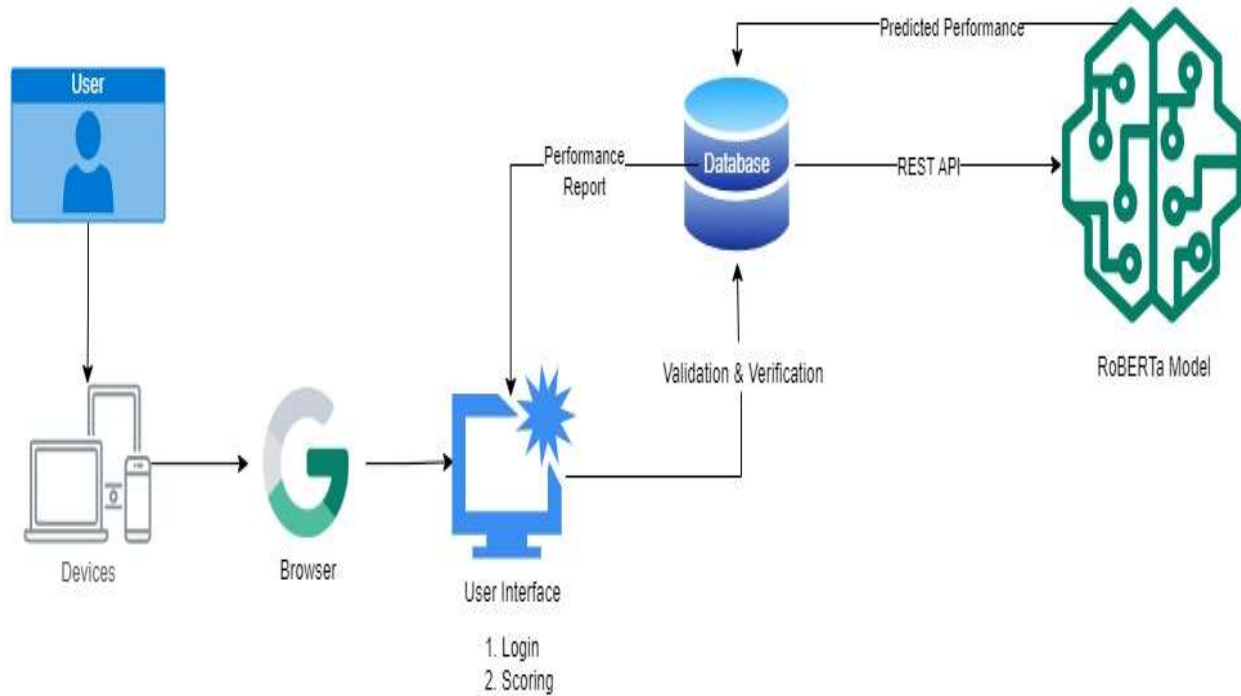 User
Devices
Browser
User Interface
1. Login
2. Scoring
Performance
Report
Validation & Verification
Database
REST API
Predicted Performance
RoBERTa Model